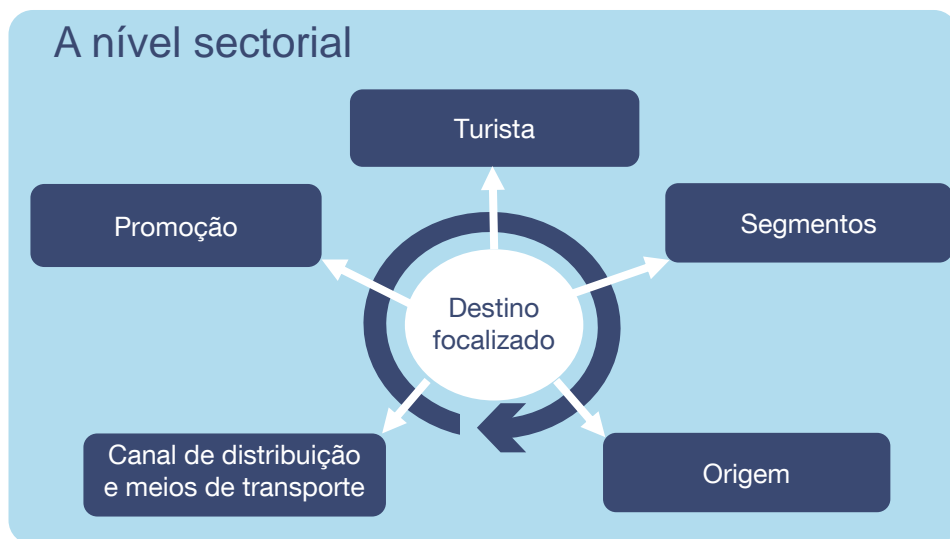 A nível sectorial
Turista
Promoção
Segmentos
Destino
focalizado
Canal de distribuição
e meios de transporte
Origem